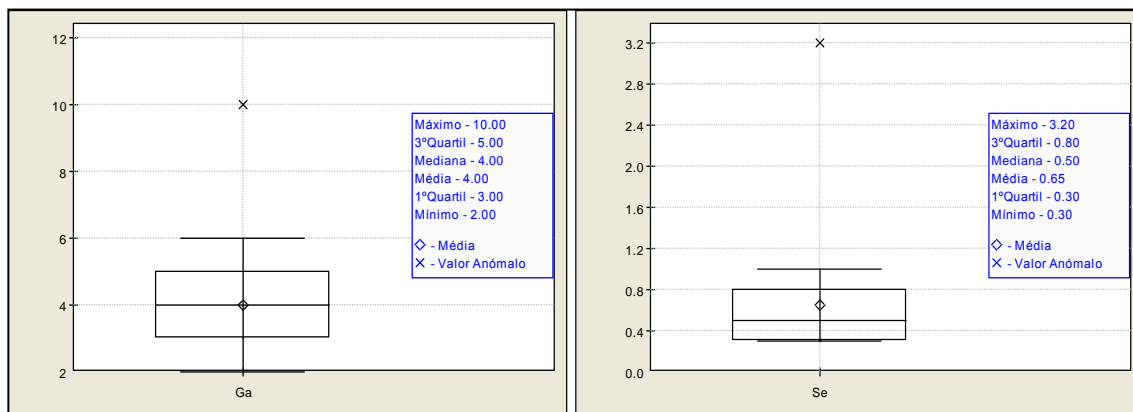 12
10
8
6
4
2
Ga
Máximo - 10.00
3ºQuartil - 5.00
Mediana - 4.00
Média - 4.00
1ºQuartil - 3.00
Mínimo - 2.00
- Média
- Valor Anómalo
3.2
2.8
2.4
2.0
1.6
1.2
0.8
0.4
0.0
Se
Máximo - 3.20
3ºQuartil - 0.80
Mediana - 0.50
Média - 0.65
1ºQuartil - 0.30
Mínimo - 0.30
- Média
- Valor Anómalo